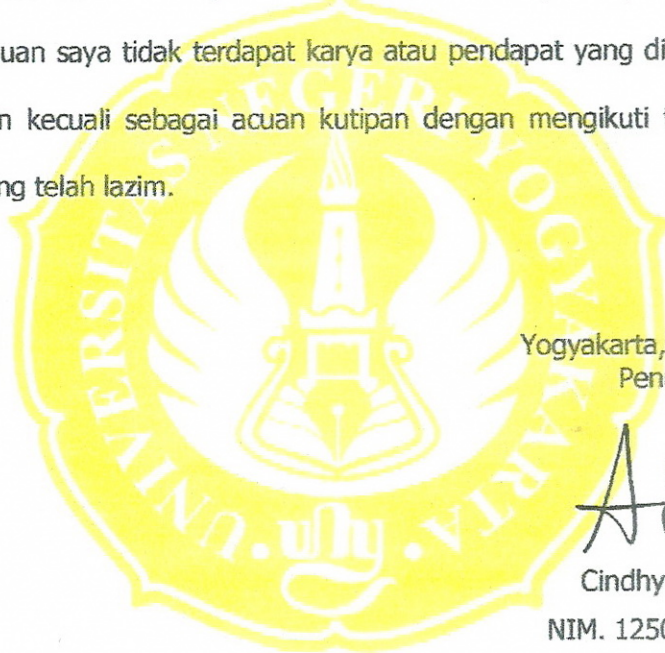 uan saya tidak terdapat karya atau pendapat yang di
n kecuali sebagai acuan kutipan dengan mengikuti
ng telah lazim.
UNIVERSITAS NEGERI YOGYAKARTA
uny
Yogyakarta,
Pen
Cindhy
NIM. 1250